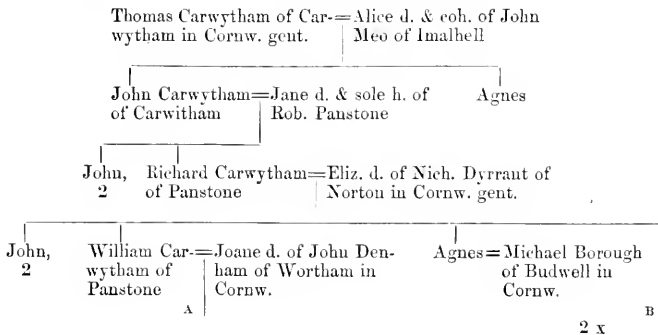 Thomas Carwytham of Car-=Alice d. & coh. of John
wytham in Cornw. gent. Meo of Imalhell
John Carwytham=Jane d. & sole h. of Agnes
of Carwitham Rob. Panstone
John, Richard Carwytham=Eliz. d. of Nich. Dyrraut of
2 of Panstone Norton in Cornw. gent.
John, William Car-=Joane d. of John Den- Agnes=Michael Borough
2 wytham of ham of Wortham in of Budwell in
Panstone Cornw. Cornw.
A B
2 x